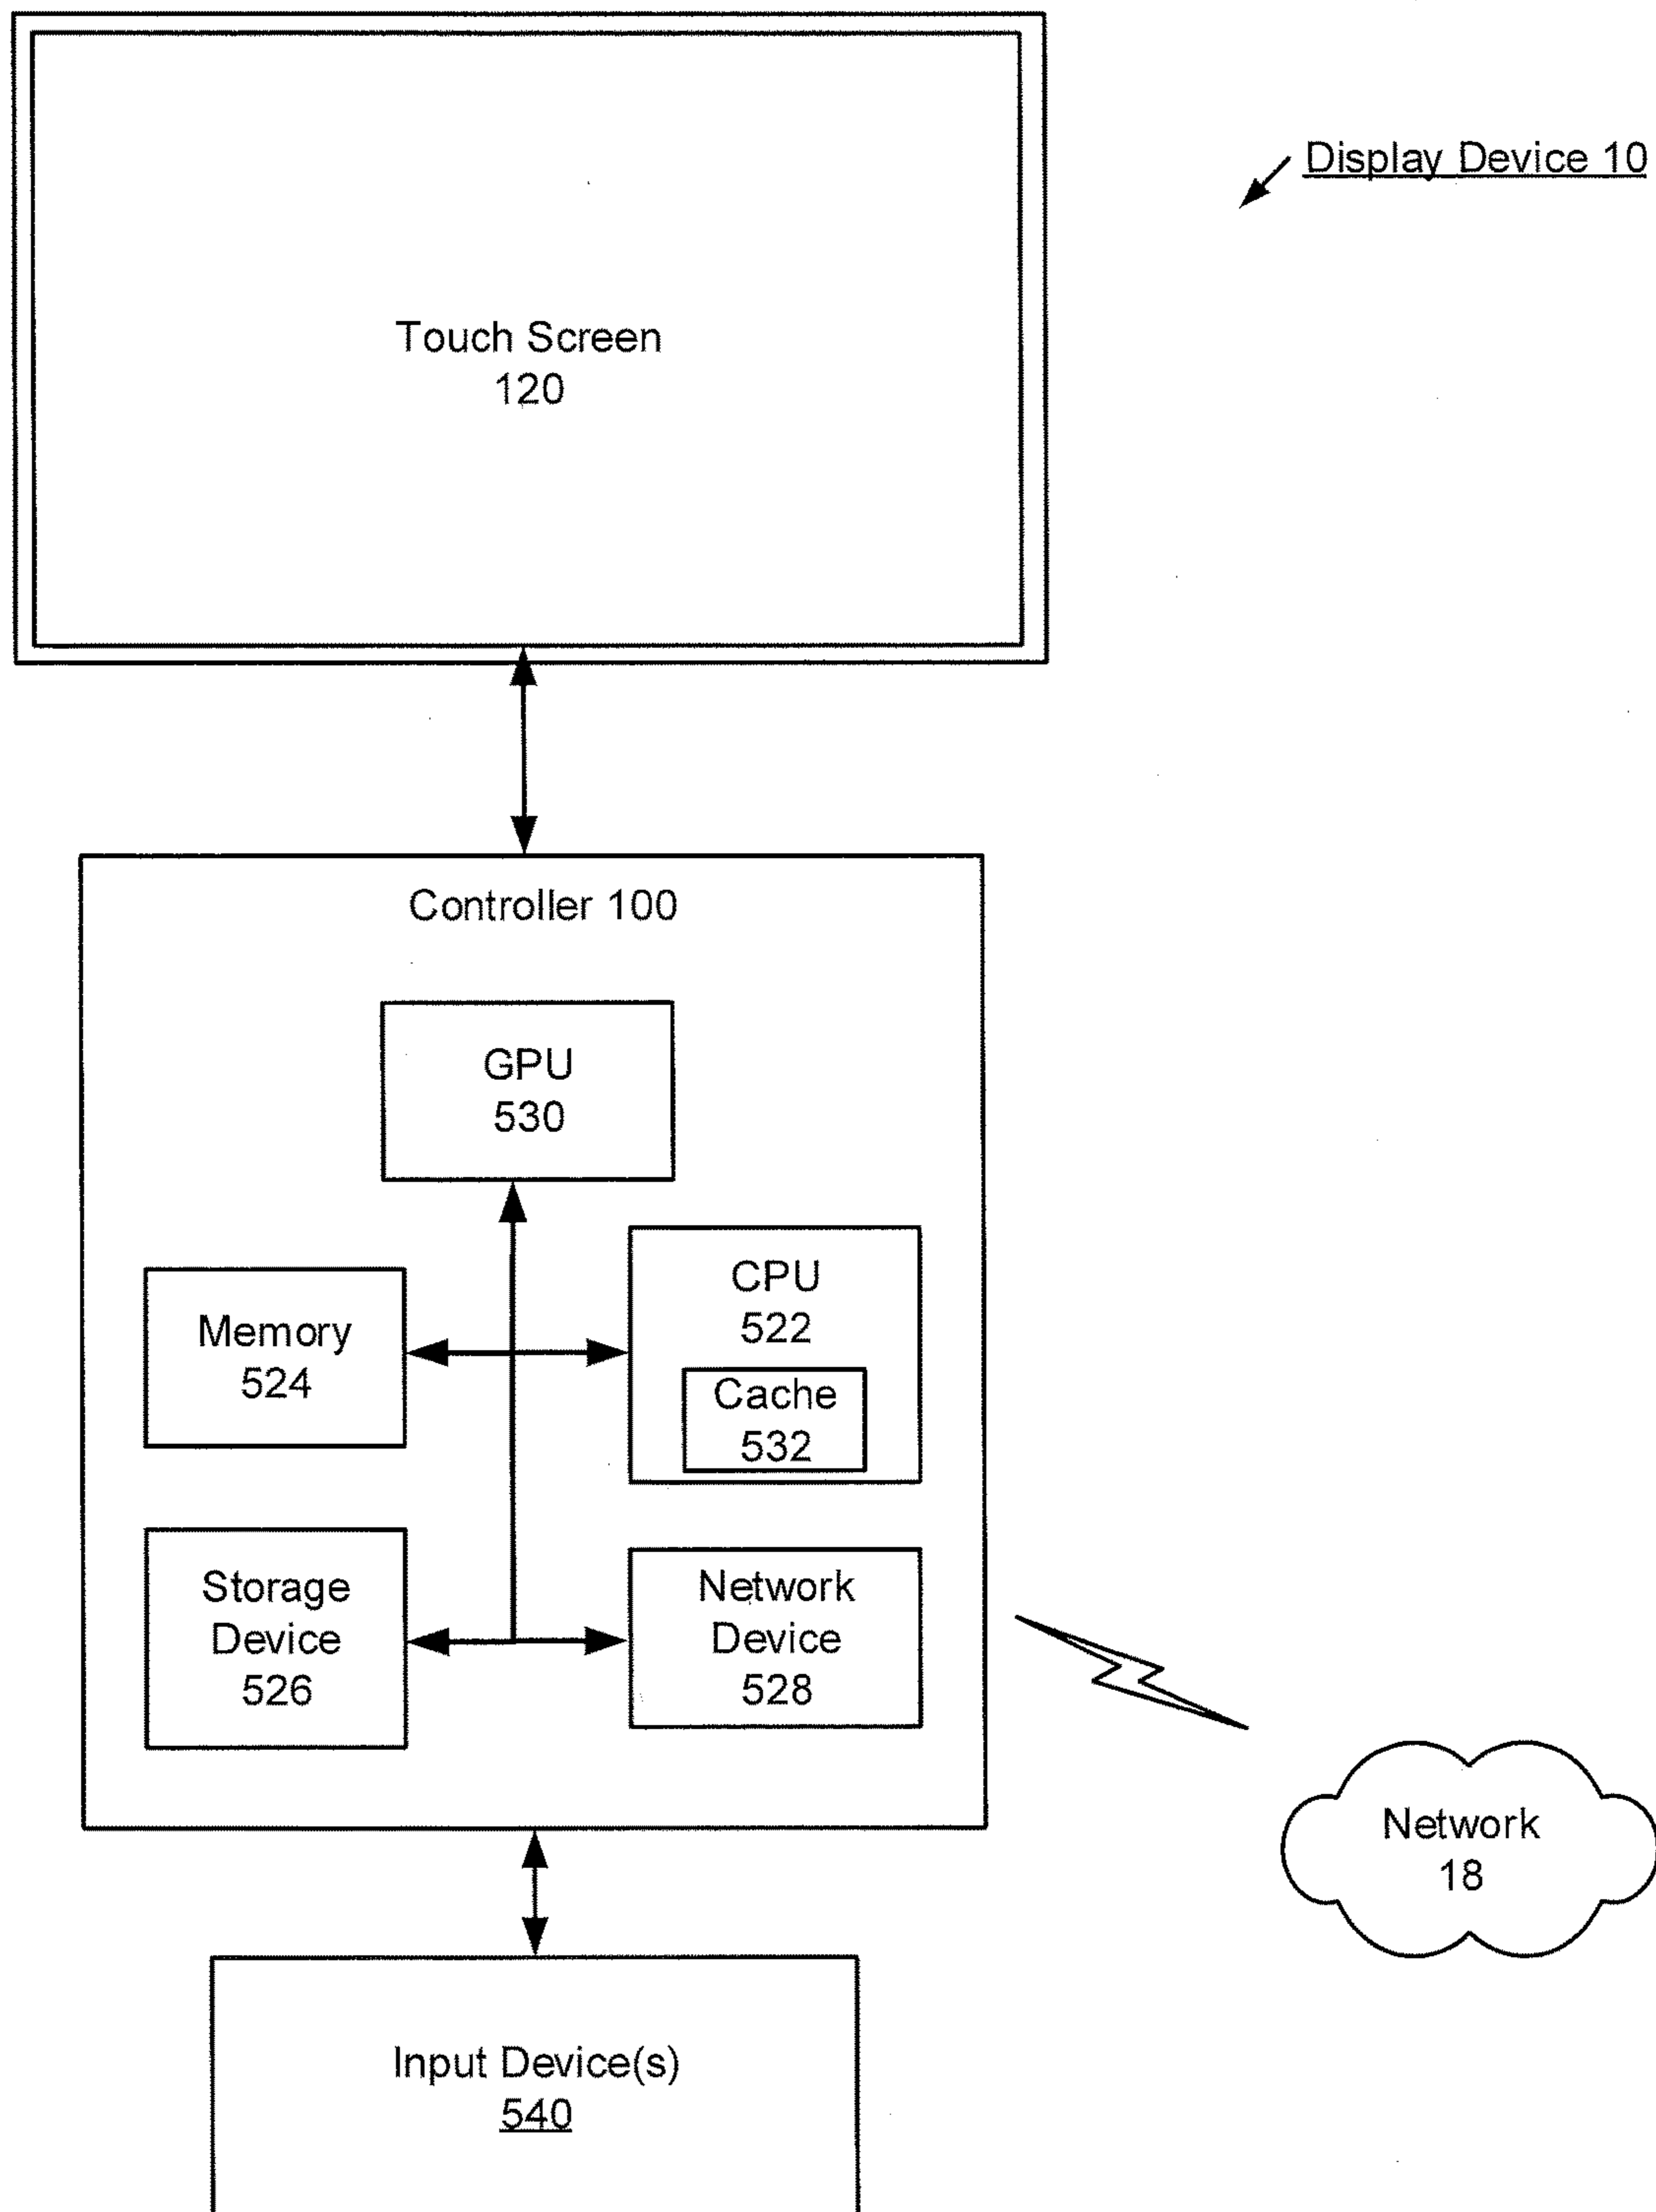 Display Device 10
Touch Screen
120
Controller 100
GPU
530
CPU
522
Cache
532
Memory
524
Storage
Device
526
Network
Device
528
Network
18
Input Device(s)
540